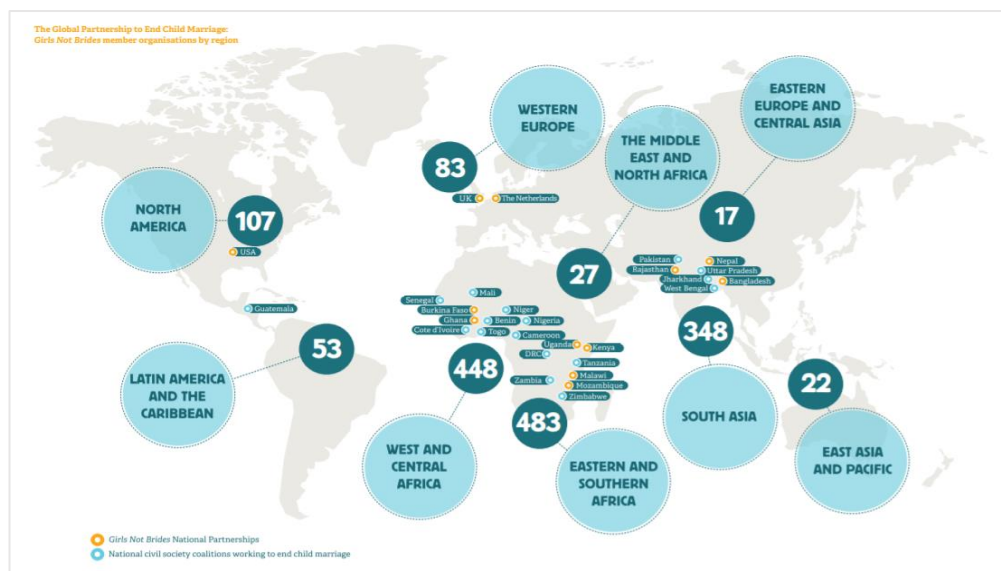 The Global Partnership to End Child Marriage:
Girls Not Brides member organisations by region
WESTERN
EUROPE
83
UK
The Netherlands
EASTERN
EUROPE AND
CENTRAL ASIA
17
THE MIDDLE
EAST AND
NORTH AFRICA
27
NORTH
AMERICA
107
USA
Guatemala
53
LATIN AMERICA
AND THE
CARIBBEAN
Pakistan
Nepal
Rajasthan
Uttar Pradesh
Jharkhand
Bangladesh
West Bengal
348
SOUTH ASIA
Mali
Senegal
Burkina Faso
Niger
Ghana
Benin
Nigeria
Cote d'Ivoire
Togo
Cameroon
448
WEST AND
CENTRAL
AFRICA
Uganda
Kenya
DRC
Tanzania
Zambia
Malawi
Mozambique
Zimbabwe
483
EASTERN AND
SOUTHERN
AFRICA
22
EAST ASIA
AND PACIFIC
Girls Not Brides National Partnerships
National civil society coalitions working to end child marriage